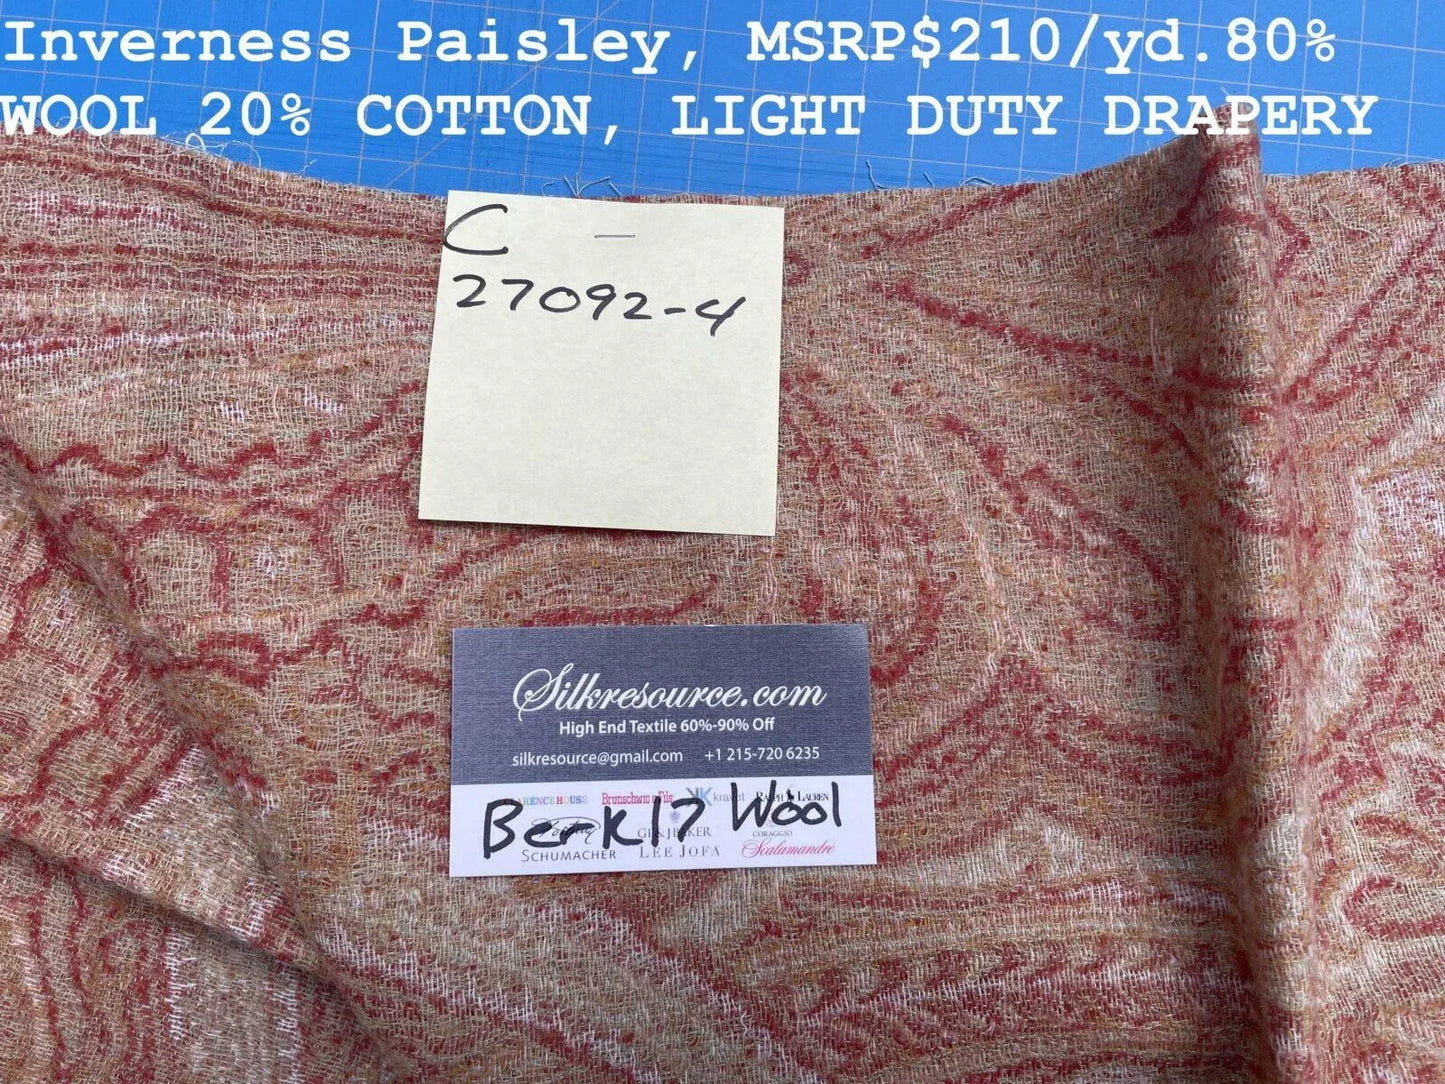 Inverness Paisley, MSRP$210/yd.80%
WOOL 20% COTTON, LIGHT DUTY DRAPERY
C
27092-4
Silkresource.com
High End Textile 60%-90% Off
silkresource@gmail.com +1 215-720 6235
Brunschwig & Fils kravet RALPH LAUREN
Wool
SCHUMACHER LEE JOFA
CORAGGIO
Scalamandré